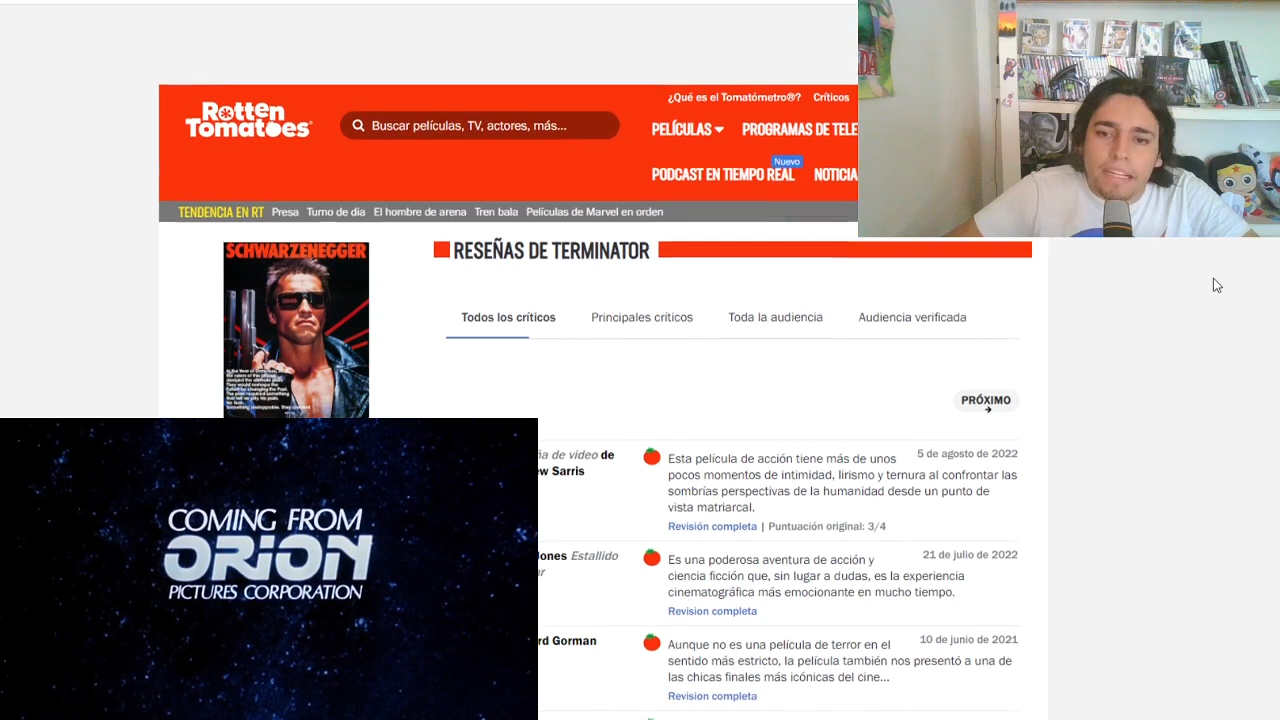 Rotten
Tomatoes
Buscar películas, TV, actores, más...
¿Qué es el Tomatómetro®?
Críticos
PELÍCULAS
PROGRAMAS DE TELE
Nuevo
PODCAST EN TIEMPO REAL
NOTICIA
TENDENCIA EN RT
Presa
Turno de dia
El hombre de arena
Tren bala
Películas de Marvel en orden
SCHWARZENEGGER
RESEÑAS DE TERMINATOR
Todos los críticos
Principales críticos
Toda la audiencia
Audiencia verificada
PRÓXIMO
de video de
ew Sarris
Esta película de acción tiene más de unos
5 de agosto de 2022
pocos momentos de intimidad, lirismo y ternura al confrontar las
sombrías perspectivas de la humanidad desde un punto de
vista matriarcal.
Revisión completa | Puntuación original: 3/4
Jones Estallido
Es una poderosa aventura de acción y
21 de julio de 2022
ciencia ficción que, sin lugar a dudas, es la experiencia
cinematográfica más emocionante en mucho tiempo.
Revision completa
rd Gorman
Aunque no es una película de terror en el
10 de junio de 2021
sentido más estricto, la película también nos presentó a una de
las chicas finales más icónicas del cine...
Revision completa
COMING FROM
ORION
PICTURES CORPORATION